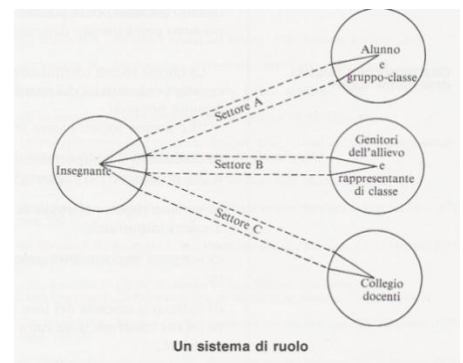 Alunno
e
gruppo-classe
Settore A
Insegnante
Settore B
Genitori
dell'allievo
e
rappresentante
di classe
Settore C
Collegio
docenti
Un sistema di ruolo